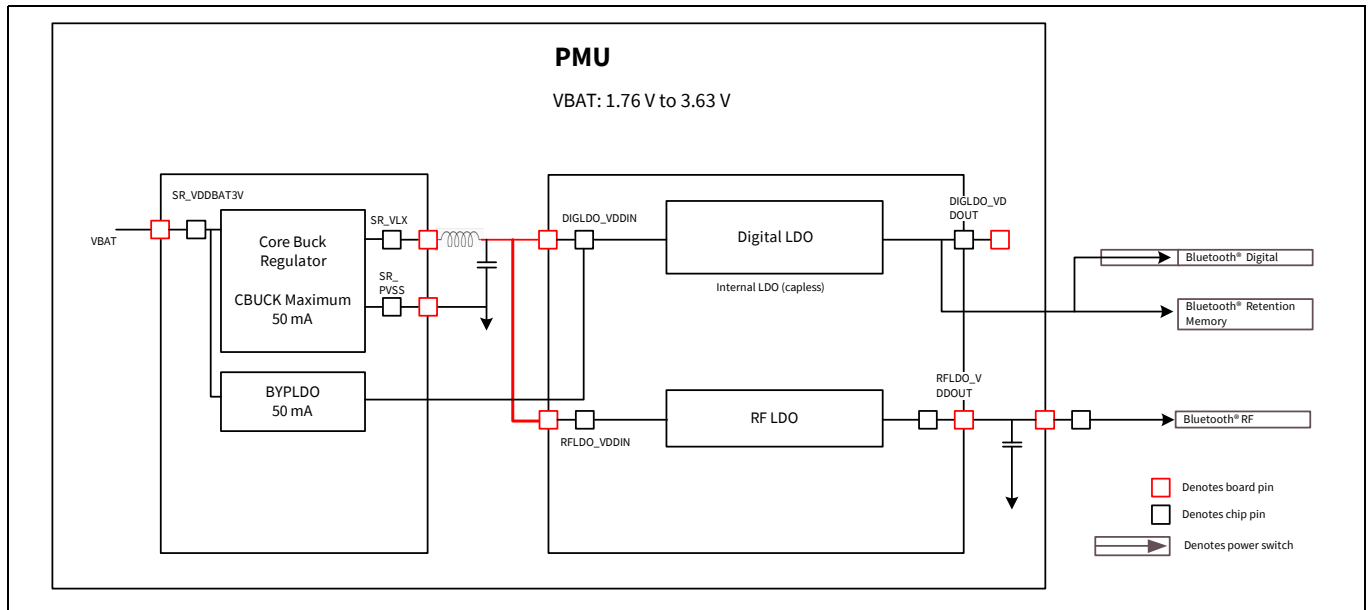 PMU
VBAT: 1.76 V to 3.63 V
SR_VDDBAT3V
VBAT
Core Buck
Regulator
CBUCK Maximum
50 mA
SR_VLX
SR_
PVSS
BYPLDO
50 mA
DIGLDO_VDDIN
Digital LDO
Internal LDO (capless)
DIGLDO_VD
DOUT
Bluetooth® Digital
Bluetooth® Retention
Memory
RFLDO_VDDIN
RF LDO
RFLDO_V
DDOUT
Bluetooth® RF
Denotes board pin
Denotes chip pin
Denotes power switch